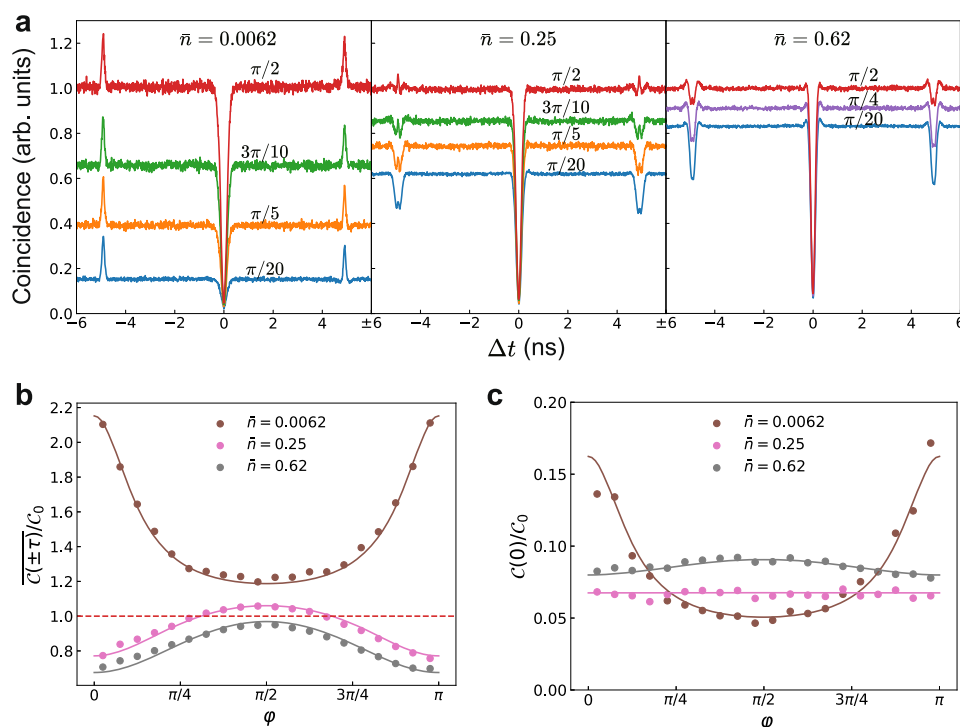 a
n̄ = 0.0062
n̄ = 0.25
n̄ = 0.62
Coincidence (arb. units)
1.2
1.0
0.8
0.6
0.4
0.2
0.0
π/2
3π/10
π/5
π/20
π/2
3π/10
π/5
π/20
π/2
π/4
π/20
−6 −4 −2 0 2 4 ±6 −4 −2 0 2 4 ±6 −4 −2 0 2 4 6
Δt (ns)
b
C(±τ)/C₀
2.2
2.0
1.8
1.6
1.4
1.2
1.0
0.8
n̄ = 0.0062
n̄ = 0.25
n̄ = 0.62
0 π/4 π/2 3π/4 π
φ
c
C(0)/C₀
0.20
0.15
0.10
0.05
0.00
n̄ = 0.0062
n̄ = 0.25
n̄ = 0.62
0 π/4 π/2 3π/4 π
φ